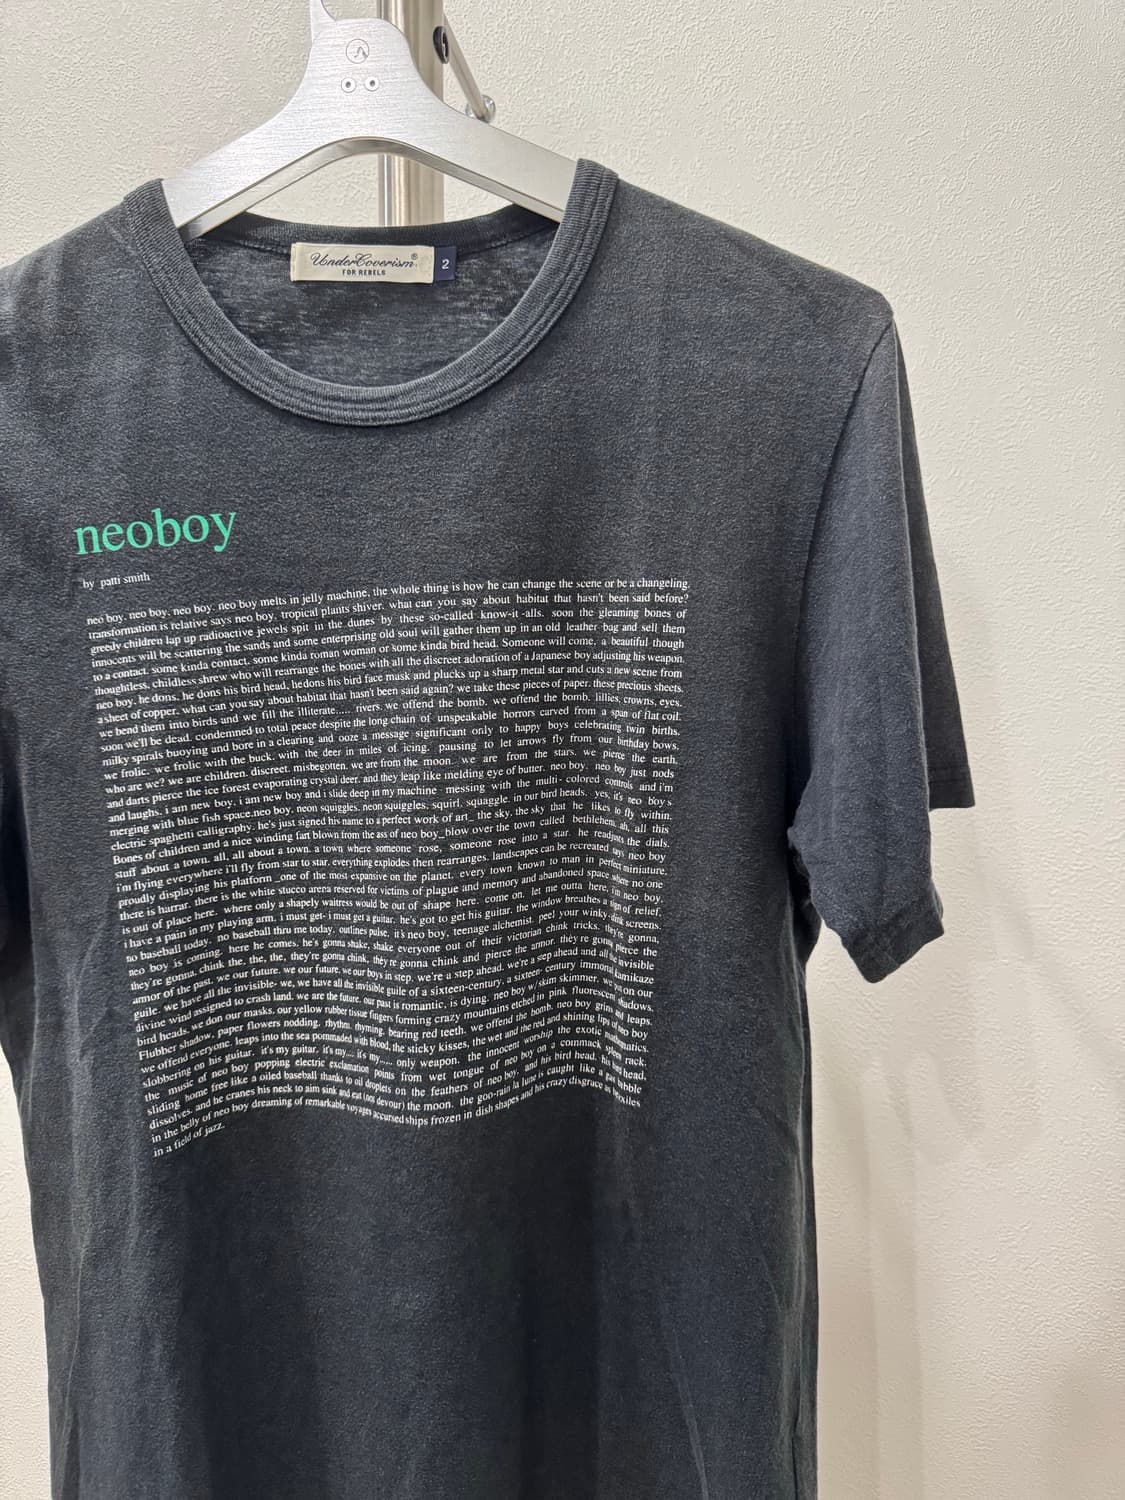 UnderCoverism®
FOR REBELS
2
neoboy
by patti smith
neo boy. neo boy. neo boy. neo boy melts in jelly machine. the whole thing is how he can change the scene or be a changeling.
transformation is relative says neo boy. tropical plants shiver. what can you say about habitat that hasn't been said before?
greedy children lap up radioactive jewels spit in the dunes by these so-called know-it-alls. soon the gleaming bones of
innocents will be scattering the sands and some enterprising old soul will gather them up in an old leather bag and sell them
to a contact. some kinda contact. some kinda roman woman or some kinda bird head. Someone will come. a beautiful though
thoughtless, childless shrew who will rearrange the bones with all the discreet adoration of a Japanese boy adjusting his weapon.
neo boy. he dons. he dons his bird head, hedons his bird face mask and plucks up a sharp metal star and cuts a new scene from
a sheet of copper. what can you say about habitat that hasn't been said again? we take these pieces of paper. these precious sheets.
we bend them into birds and we fill the illiterate..... rivers. we offend the bomb. we offend the bomb. lillies, crowns, eyes.
soon we'll be dead. condemned to total peace despite the long chain of unspeakable horrors carved from a span of flat coil.
milky spirals buoying and bore in a clearing and ooze a message significant only to happy boys celebrating twin births.
we frolic. we frolic with the buck. with the deer in miles of icing. pausing to let arrows fly from our birthday bows.
who are we? we are children. discreet. misbegotten. we are from the moon. we are from the stars. we pierce the earth.
and darts pierce the ice forest evaporating crystal deer. and they leap like melding eye of butter. neo boy. neo boy just nods
and laughs. i am new boy. i am new boy and i slide deep in my machine messing with the multi- colored controls and i'm
merging with blue fish space.neo boy. neon squiggles. neon squiggles. squirl. squaggle. in our bird heads. yes, it's neo boy's
electric spaghetti calligraphy. he's just signed his name to a perfect work of art_ the sky. the sky that he likes to fly within.
Bones of children and a nice winding fart blown from the ass of neo boy_blow over the town called bethlehem. ah, all this
stuff about a town. all, all about a town. a town where someone rose, someone rose into a star. he readjusts the dials.
i'm flying everywhere i'll fly from star to star. everything explodes then rearranges. landscapes can be recreated says neo boy
proudly displaying his platform _one of the most expansive on the planet. every town known to man in perfect miniature.
there is harrar. there is the white stucco arena reserved for victims of plague and memory and abandoned space where no one
is out of place here. where only a shapely waitress would be out of shape here. come on. let me outta here, i'm neo boy.
i have a pain in my playing arm. i must get- i must get a guitar. he's got to get his guitar. the window breathes a sign of relief.
no baseball today. no baseball thru me today. outlines pulse. it's neo boy, teenage alchemist. peel your winky-dink screens.
neo boy is coming. here he comes. he's gonna shake, shake everyone out of their victorian chink tricks. they're gonna,
they're gonna. chink the, the, the, they're gonna chink, they're gonna chink and pierce the armor. they're gonna pierce the
armor of the past. we our future. we our future. we our boys in step. we're a step ahead. we're a step ahead and all the invisible
guile. we have all the invisible- we, we have all the invisible guile of a sixteen-century. a sixteen- century immortal kamikaze
divine wind assigned to crash land. we are the future. our past is romantic. is dying. neo boy w/skim skimmer. we put on our
bird heads. we don our masks. our yellow rubber tissue fingers forming crazy mountains etched in pink fluorescent shadows.
Flubber shadow, paper flowers nodding. rhythm. rhyming. bearing red teeth. we offend the bomb. neo boy grins and leaps.
we offend everyone. leaps into the sea pommaded with blood, the sticky kisses, the wet and the red and shining lips of neo boy
slobbering on his guitar. it's my guitar. it's my.... it's my..... only weapon. the innocent worship the exotic mathmatics.
the music of neo boy popping electric exclamation points from wet tongue of neo boy on a commack spleen rack.
sliding home free like a oiled baseball thanks to oil droplets on the feathers of neo boy. and his bird head. his bird head.
dissolves. and he cranes his neck to aim sink and eat (not devour) the moon. the goo-rain la luna caught like a gas bubble
in the belly of neo boy dreaming of remarkable voyages accursed ships frozen in dish shapes and his crazy disgrace as hexiles
in a field of jazz.